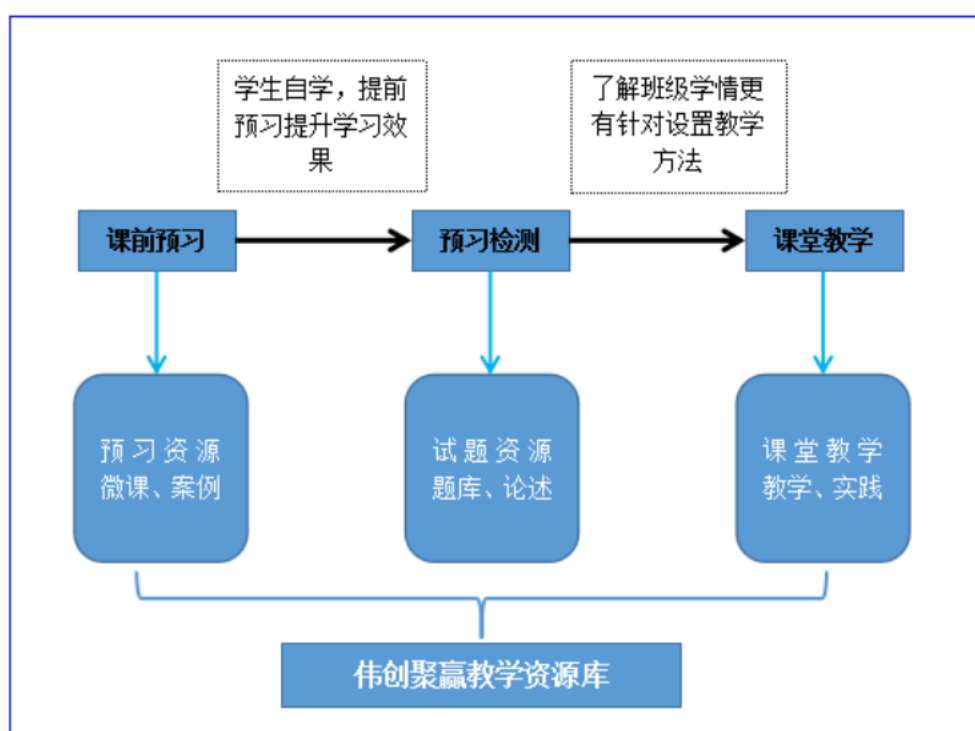 学生自学，提前
预习提升学习效
果
了解班级学情更
有针对设置教学
方法
课前预习
预习检测
课堂教学
预习资源
微课、案例
试题资源
题库、论述
课堂教学
教学、实践
伟创聚赢教学资源库